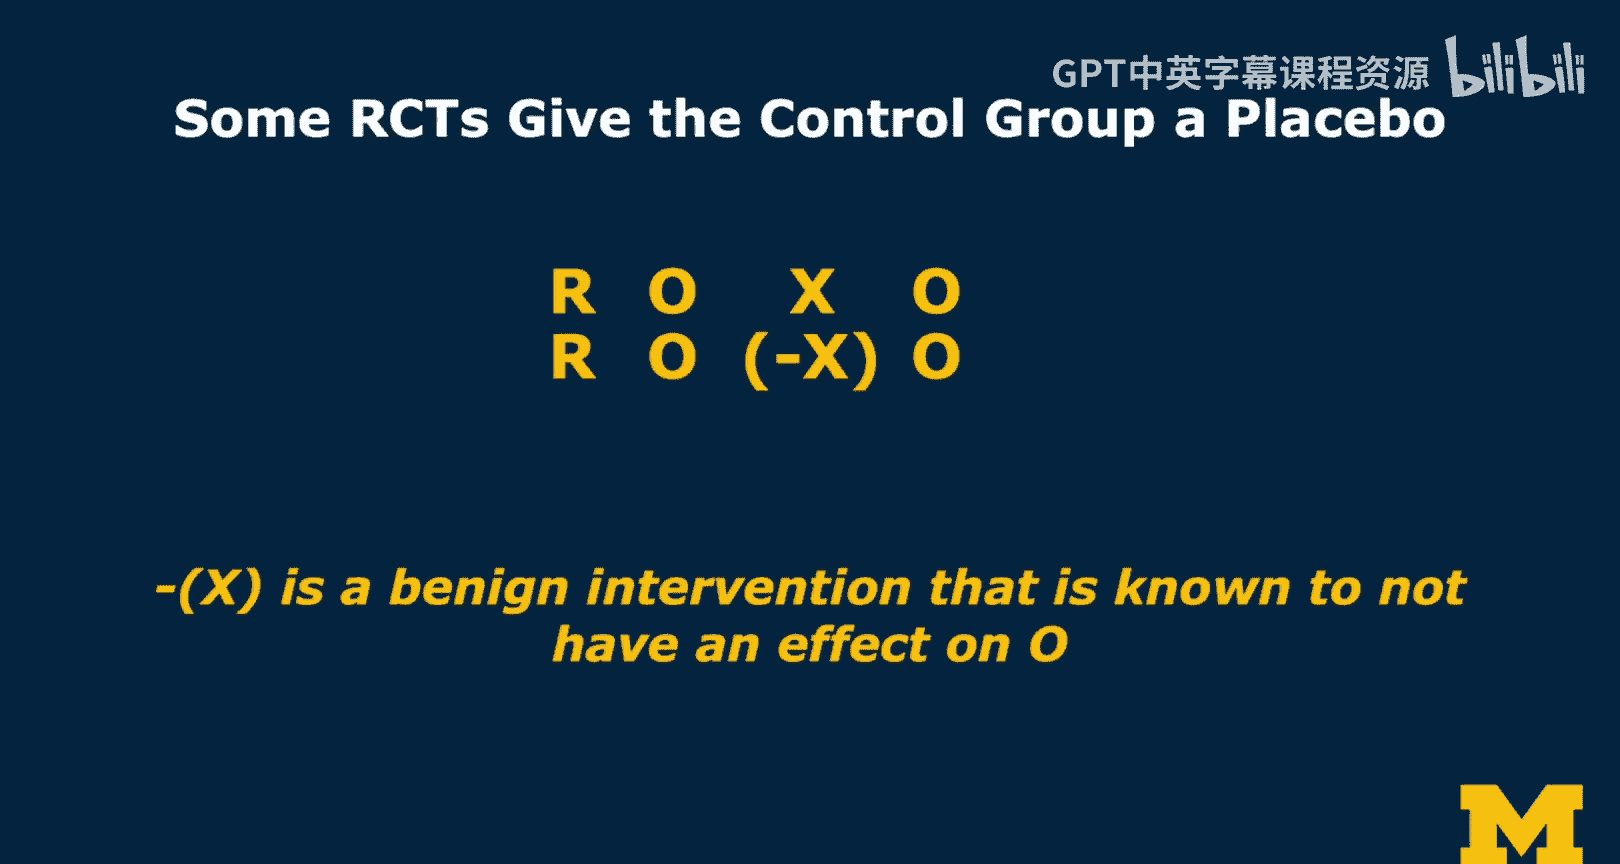 GPT中英字幕课程资源 bilibili
Some RCTs Give the Control Group a Placebo
R O X O
R O (-X) O
-(X) is a benign intervention that is known to not
have an effect on O
M